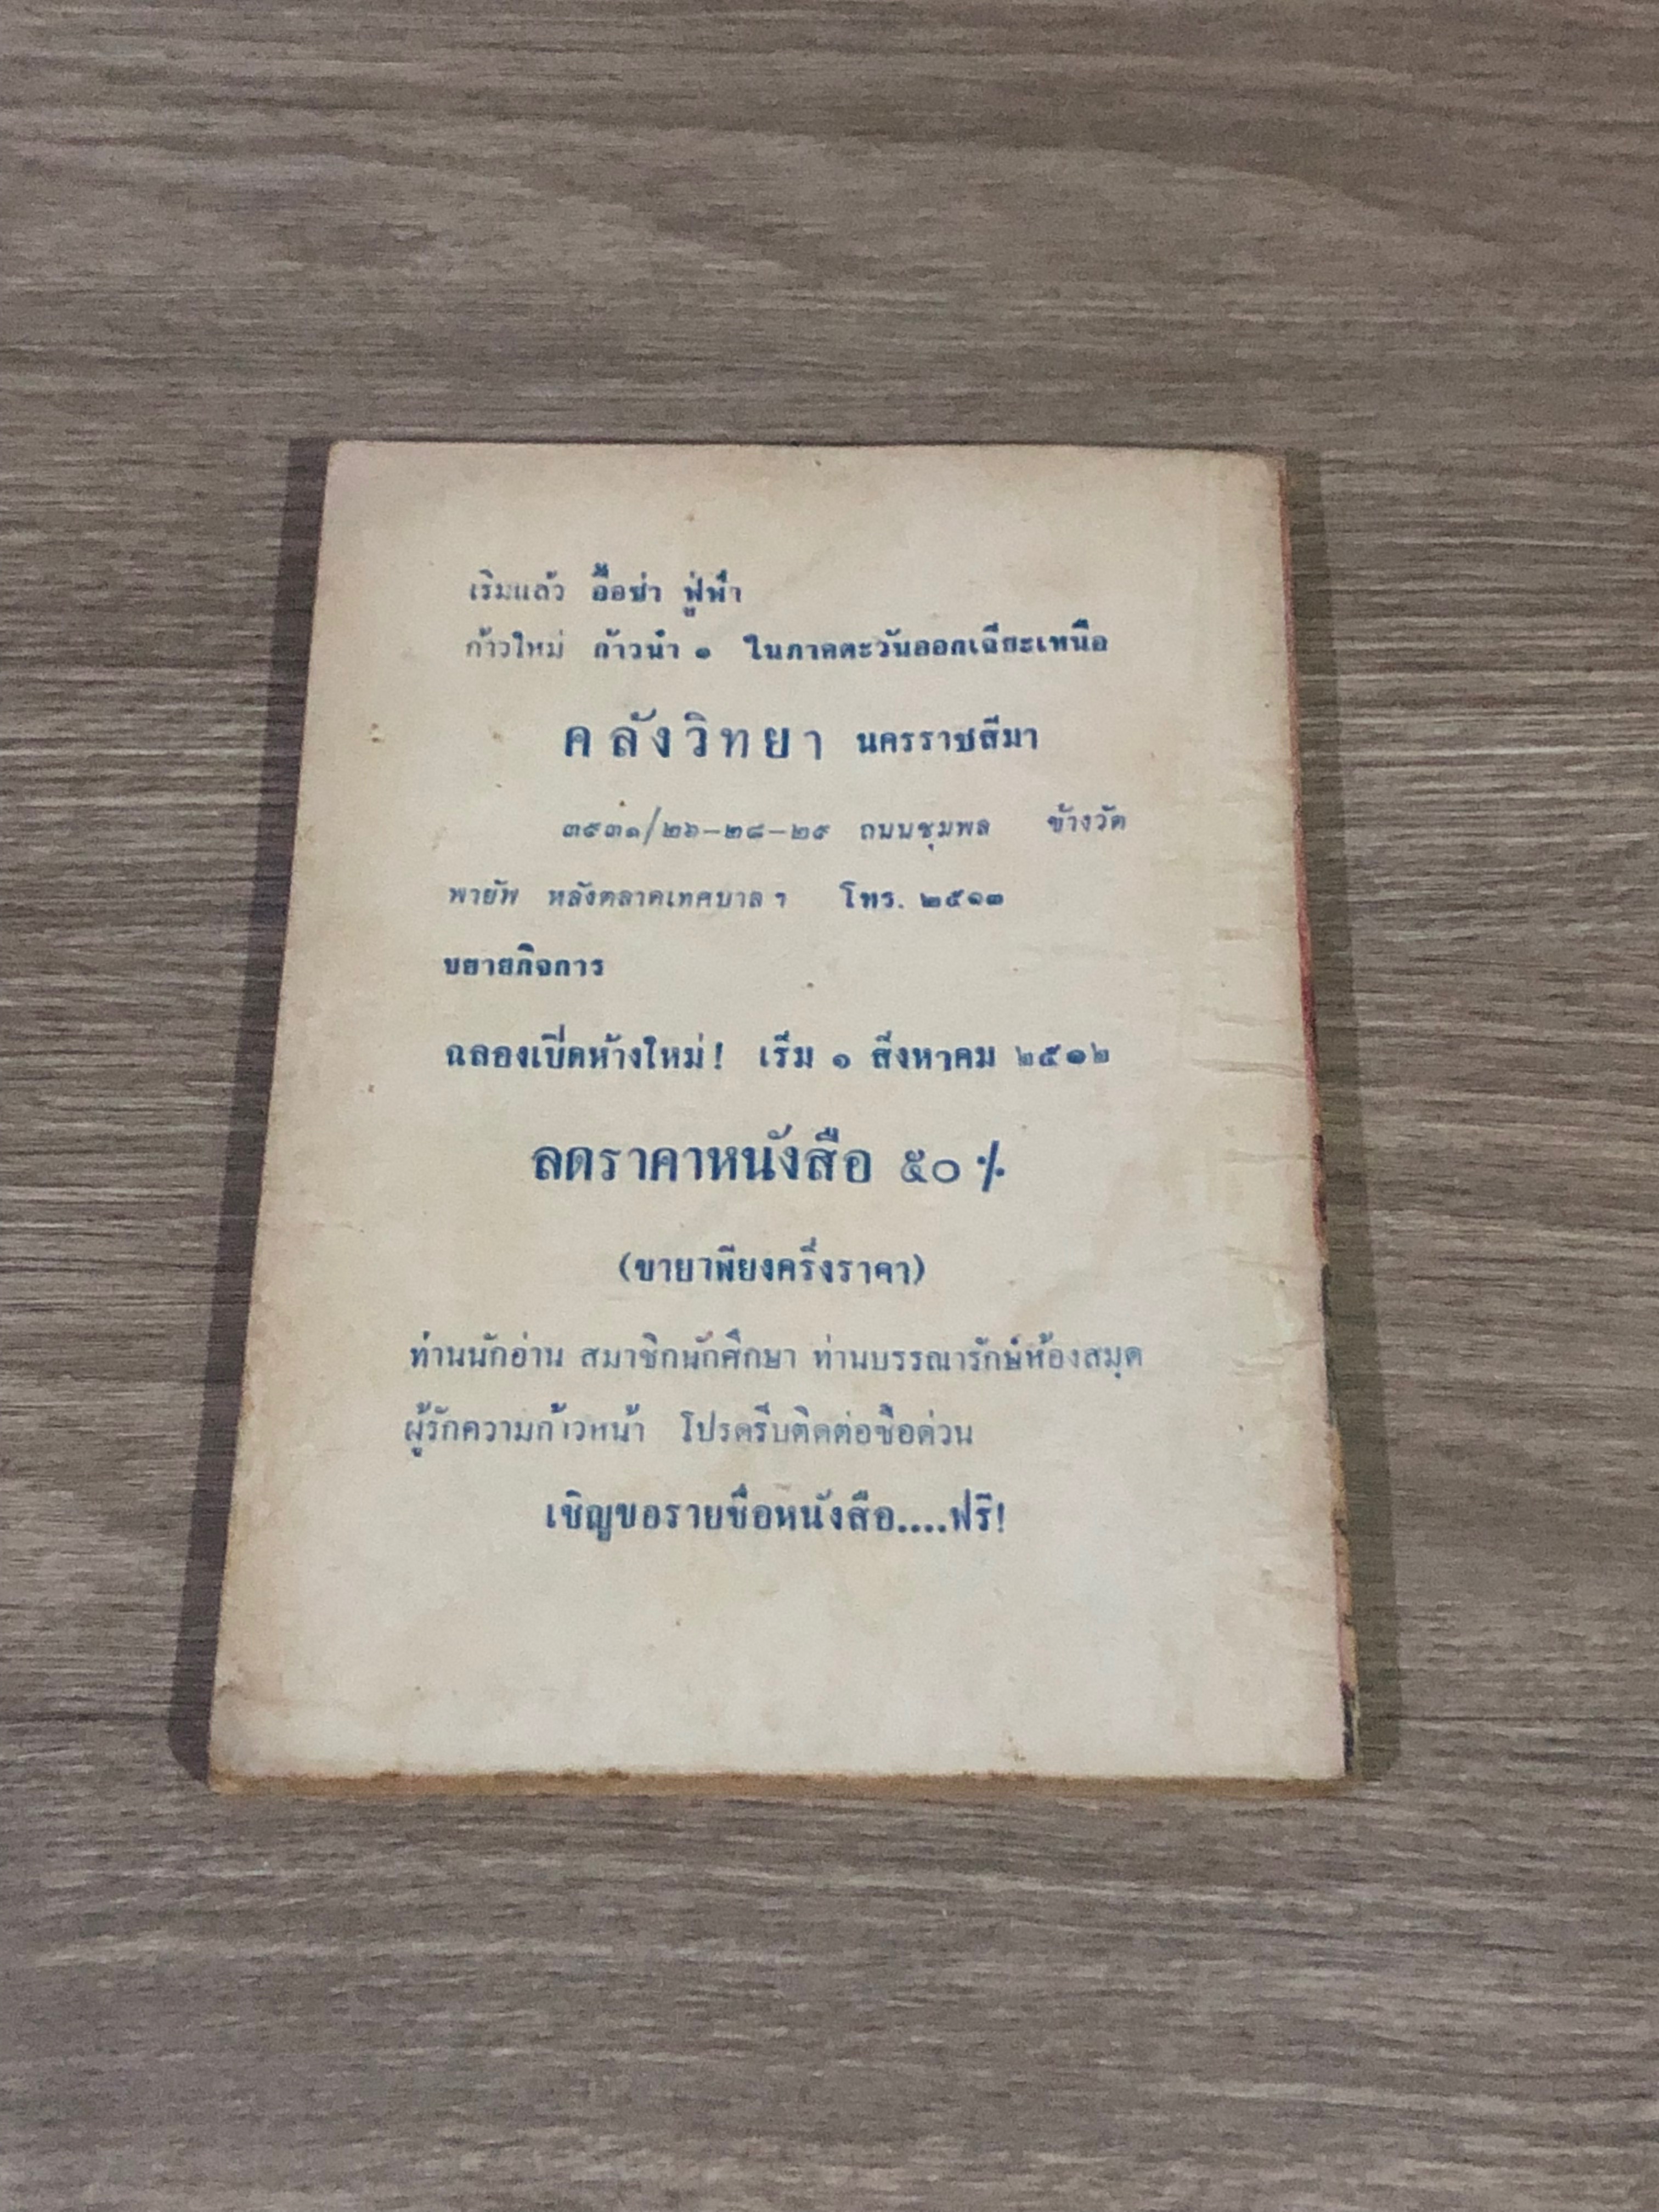 เริ่มแล้ว อื้อซ่า ฟู่ฟ่า
ก้าวใหม่ ก้าวนำ ๑ ในภาคตะวันออกเฉียงเหนือ
คลังวิทยา นครราชสีมา
๓๙๓๑/๒๖-๒๘-๒๙ ถนนชุมพล ข้างวัด
พายัพ หลังตลาดเทศบาล ๆ โทร. ๒๕๑๓
ขยายกิจการ
ฉลองเปิดห้างใหม่! เริ่ม ๑ สิงหาคม ๒๕๑๒
ลดราคาหนังสือ ๕๐ %
(ขายาพียงครึ่งราคา)
ท่านนักอ่าน สมาชิกนักศึกษา ท่านบรรณารักษ์ห้องสมุด
ผู้รักความก้าวหน้า โปรดรีบติดต่อซื้อด่วน
เชิญขอรายชื่อหนังสือ....ฟรี!